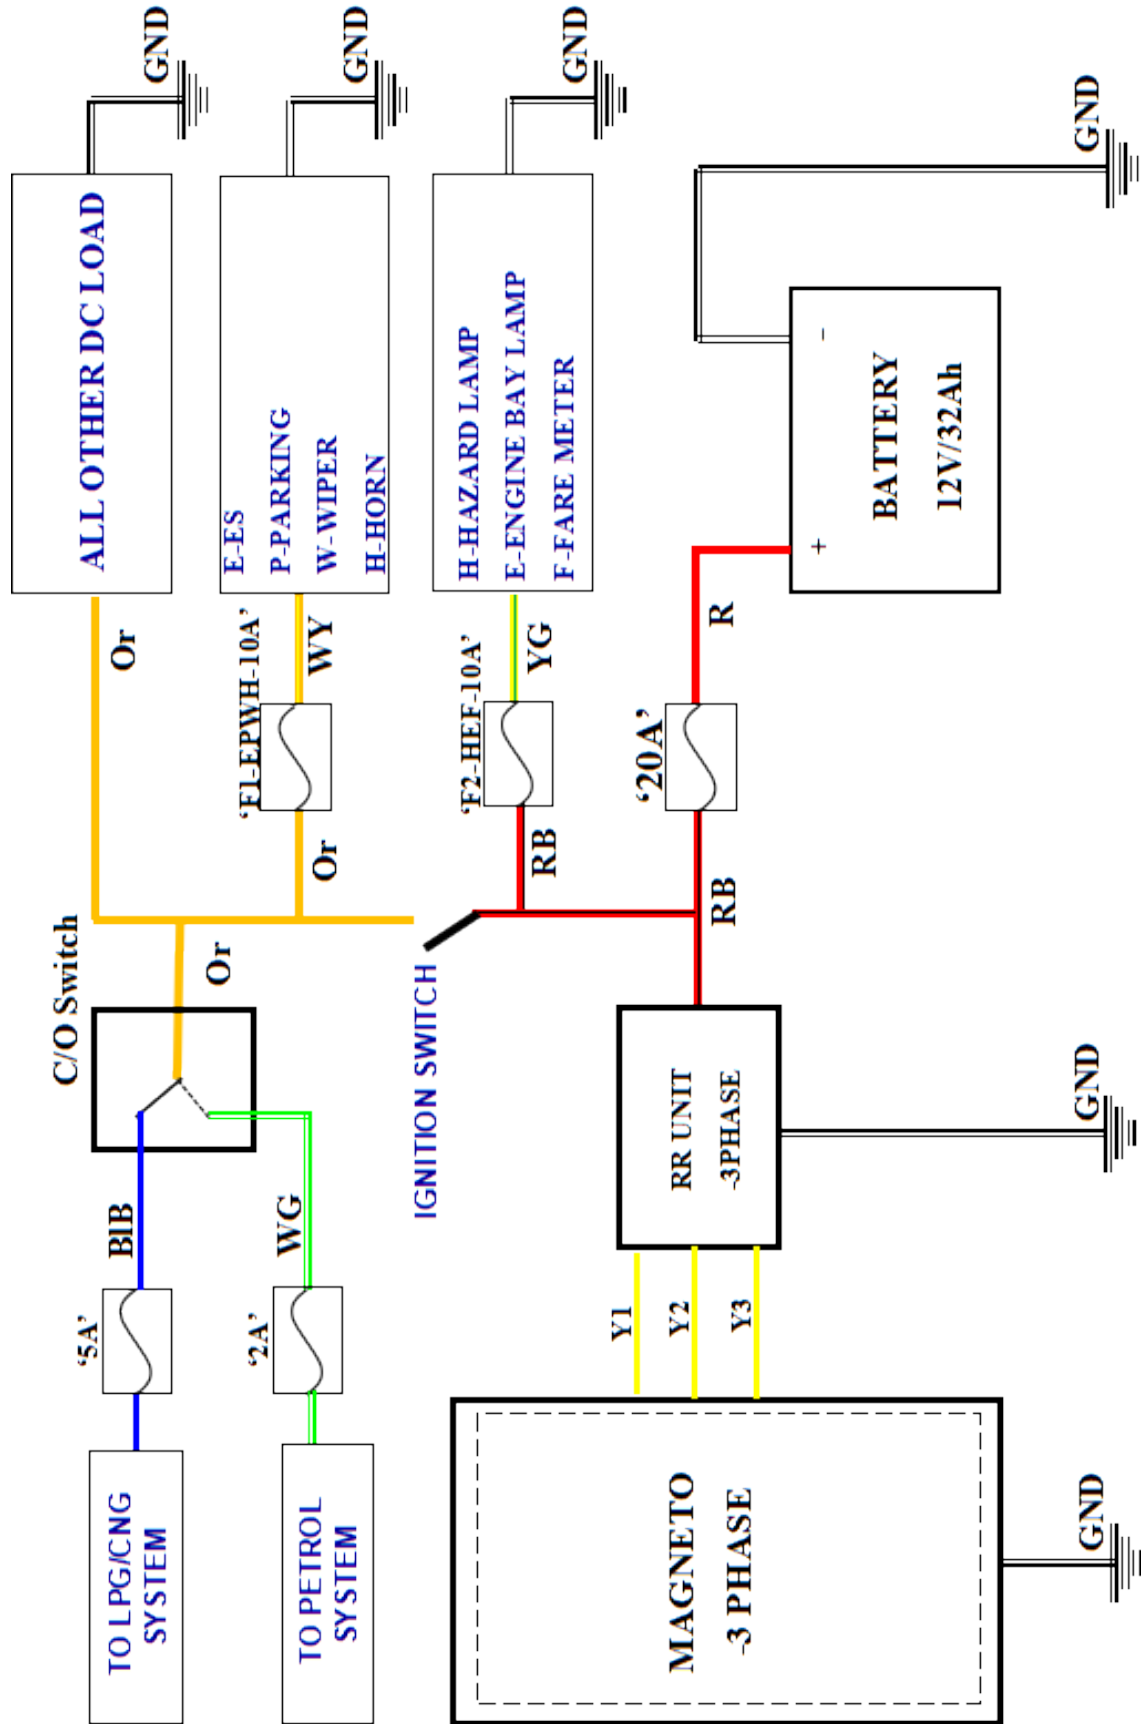 C/O Switch
Or
ALL OTHER DC LOAD
GND
TO LPG/CNG
SYSTEM
‘5A’
BlB
Or
TO PETROL
SYSTEM
‘2A’
WG
Or
‘F1-EPWH-10A’
WY
E-ES
P-PARKING
W-WIPER
H-HORN
GND
IGNITION SWITCH
RB
‘F2-HEF-10A’
YG
H-HAZARD LAMP
E-ENGINE BAY LAMP
F-FARE METER
GND
MAGNETO
-3 PHASE
Y1
Y2
Y3
RR UNIT
-3PHASE
RB
‘20A’
R
+
-
BATTERY
12V/32Ah
GND
GND
GND